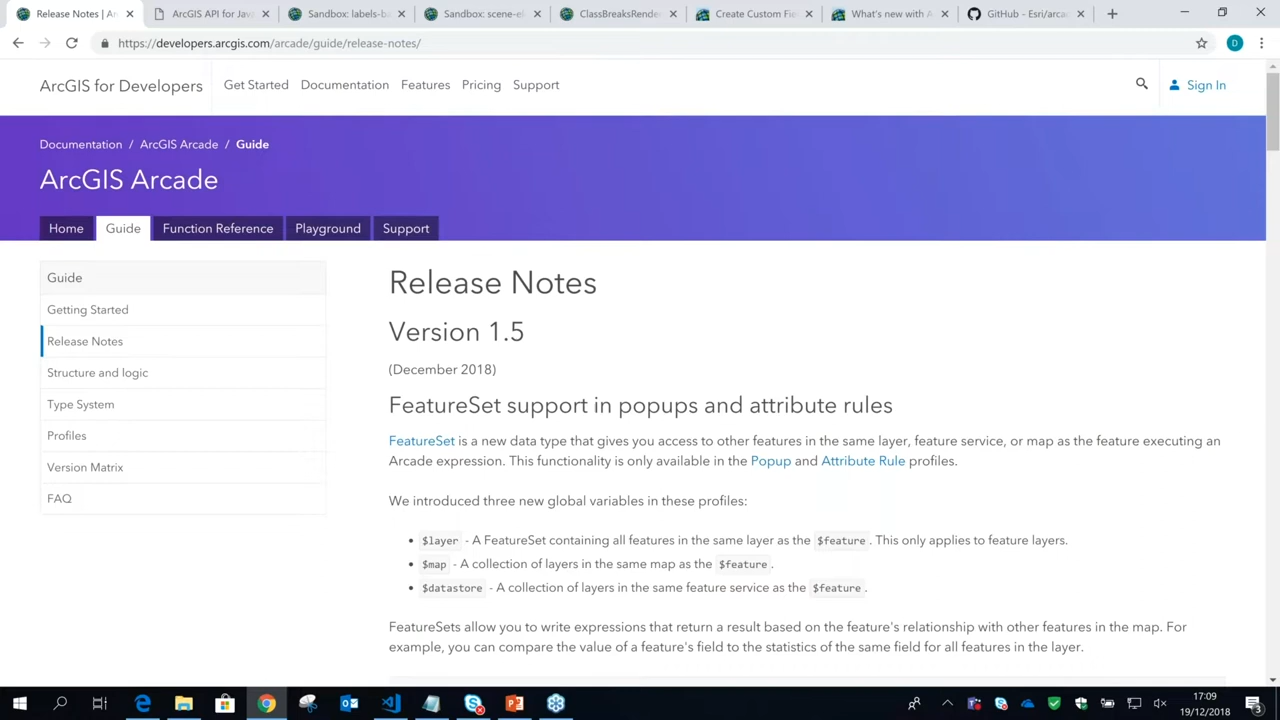 Release Notes | Ar
ArcGIS API for Java
Sandbox: labels-ba
Sandbox: scene-el
ClassBreaksRende
Create Custom Fie
What's new with A
GitHub - Esri/arcad
https://developers.arcgis.com/arcade/guide/release-notes/
D
ArcGIS for Developers
Get Started
Documentation
Features
Pricing
Support
Sign In
Documentation / ArcGIS Arcade / Guide
ArcGIS Arcade
Home
Guide
Function Reference
Playground
Support
Guide
Getting Started
Release Notes
Structure and logic
Type System
Profiles
Version Matrix
FAQ
Release Notes
Version 1.5
(December 2018)
FeatureSet support in popups and attribute rules
FeatureSet is a new data type that gives you access to other features in the same layer, feature service, or map as the feature executing an
Arcade expression. This functionality is only available in the Popup and Attribute Rule profiles.
We introduced three new global variables in these profiles:
• $layer - A FeatureSet containing all features in the same layer as the $feature. This only applies to feature layers.
• $map - A collection of layers in the same map as the $feature.
• $datastore - A collection of layers in the same feature service as the $feature.
FeatureSets allow you to write expressions that return a result based on the feature's relationship with other features in the map. For
example, you can compare the value of a feature's field to the statistics of the same field for all features in the layer.
17:09
19/12/2018
3